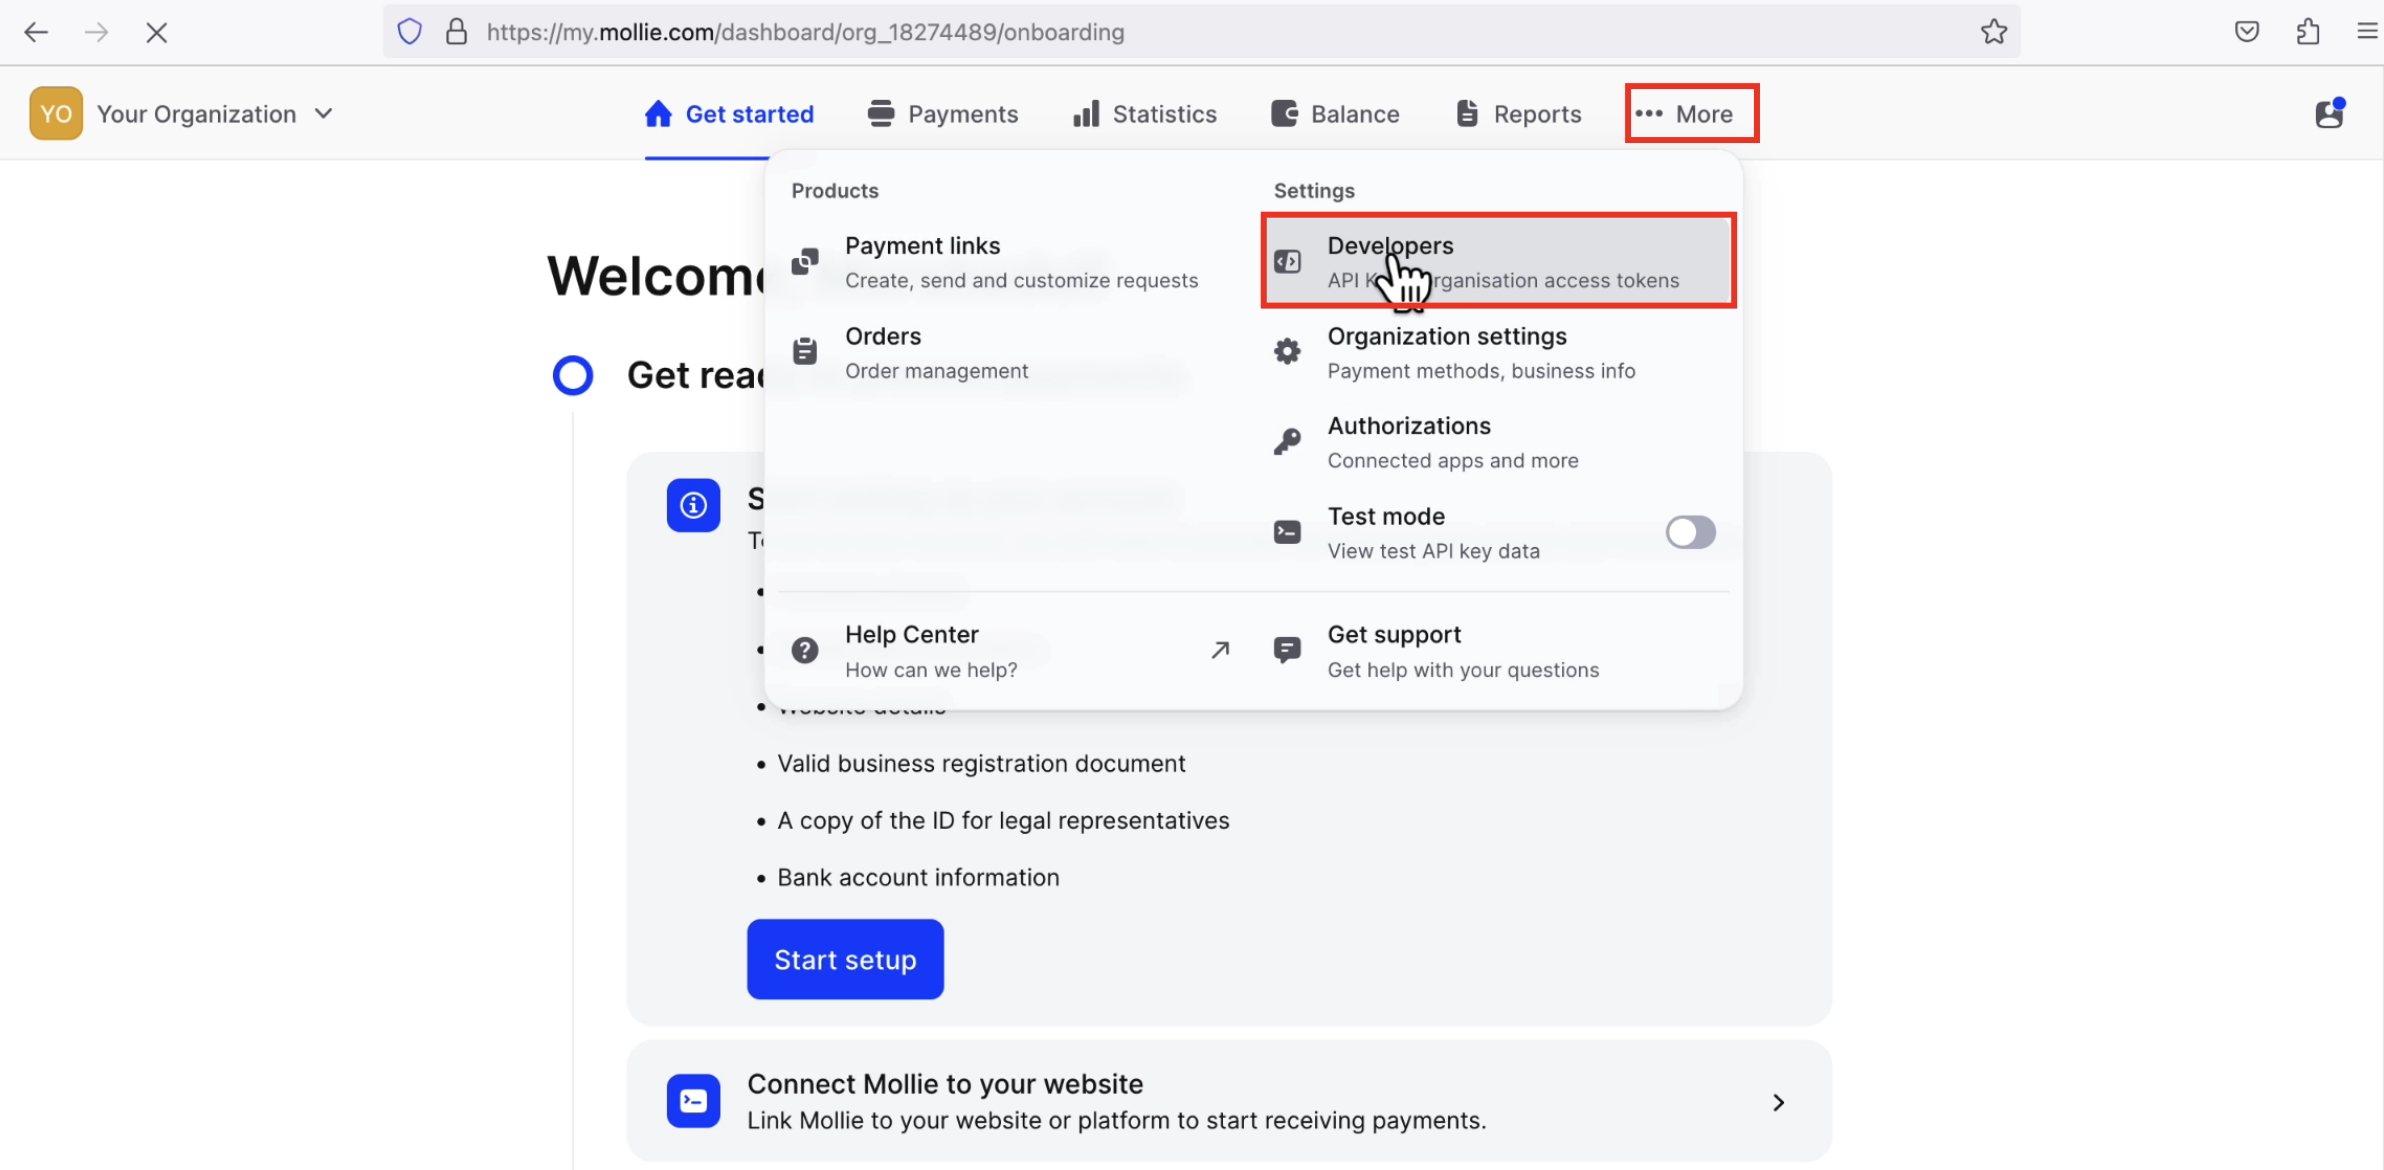 https://my.mollie.com/dashboard/org_18274489/onboarding
YO Your Organization
Get started Payments Statistics Balance Reports More
Products
Payment links
Create, send and customize requests
Orders
Order management
Settings
Developers
API rganisation access tokens
Organization settings
Payment methods, business info
Authorizations
Connected apps and more
Test mode
View test API key data
Help Center
How can we help?
Get support
Get help with your questions
Welcom
Get rea
Valid business registration document
A copy of the ID for legal representatives
Bank account information
Start setup
Connect Mollie to your website
Link Mollie to your website or platform to start receiving payments.